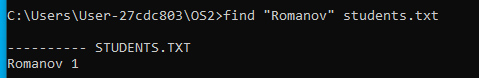 C:\Users\User-27cdc803\OS2>find "Romanov" students.txt
---------- STUDENTS.TXT
Romanov 1